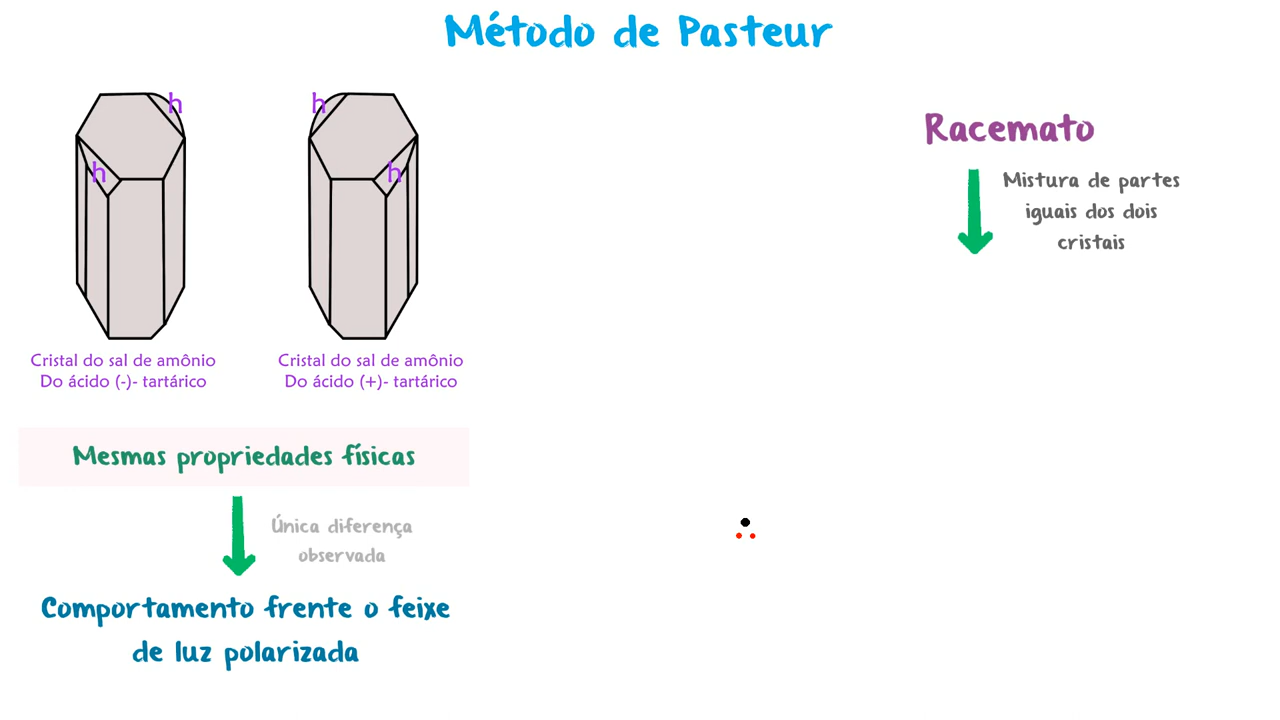 Método de Pasteur
h
h
h
h
Cristal do sal de amônio
Do ácido (-)- tartárico
Cristal do sal de amônio
Do ácido (+)- tartárico
Mesmas propriedades físicas
Única diferença
observada
Comportamento frente o feixe
de luz polarizada
Racemato
Mistura de partes
iguais dos dois
cristais